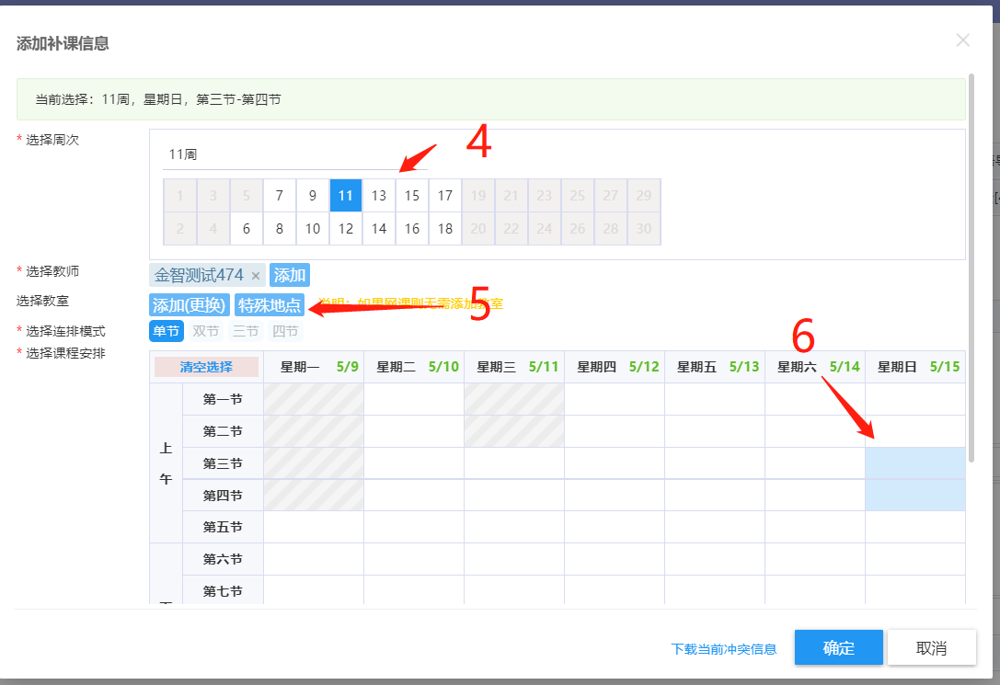 添加补课信息
当前选择：11周，星期日，第三节-第四节
* 选择周次
11周
4
1 3 5 7 9 11 13 15 17 19 21 23 25 27 29
2 4 6 8 10 12 14 16 18 20 22 24 26 28 30
* 选择教师 金智测试474 × 添加
选择教室 添加(更换) 特殊地点 说明：如果网课则无需添加教室
5
* 选择连排模式 单节 双节 三节 四节
6
* 选择课程安排
清空选择 星期一 5/9 星期二 5/10 星期三 5/11 星期四 5/12 星期五 5/13 星期六 5/14 星期日 5/15
上午
第一节
第二节
第三节
第四节
第五节
第六节
第七节
下载当前冲突信息 确定 取消